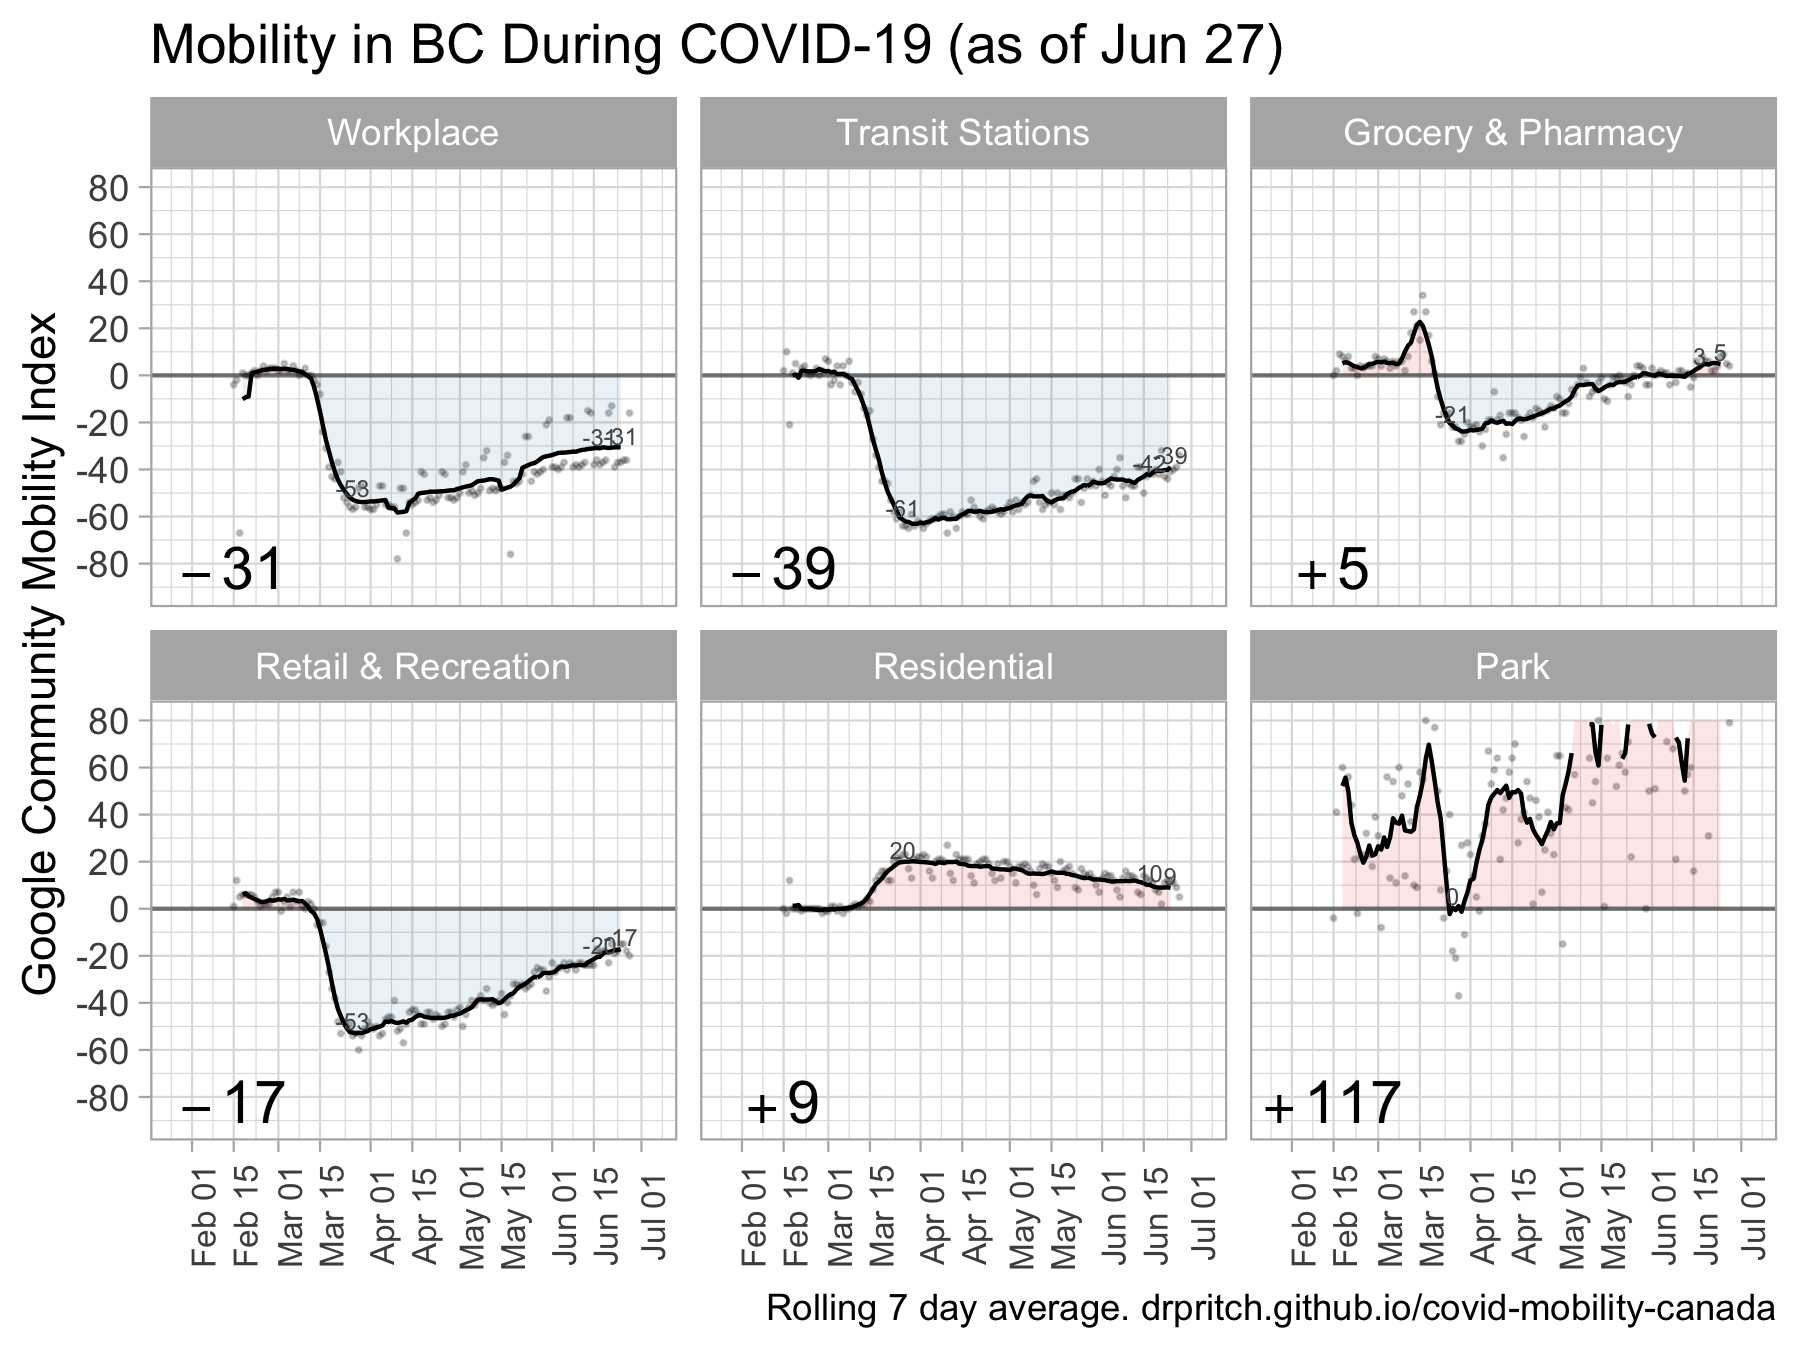 Mobility in BC During COVID-19 (as of Jun 27)
Google Community Mobility Index
Workplace
Transit Stations
Grocery & Pharmacy
80
60
40
20
0
-20
-40
-60
-80
-53
-31
-31
− 31
-61
-42
-39
− 39
-21
3
5
+ 5
Retail & Recreation
Residential
Park
80
60
40
20
0
-20
-40
-60
-80
-53
-20
-17
− 17
20
10
9
+ 9
0
+ 117
Feb 01
Feb 15
Mar 01
Mar 15
Apr 01
Apr 15
May 01
May 15
Jun 01
Jun 15
Jul 01
Feb 01
Feb 15
Mar 01
Mar 15
Apr 01
Apr 15
May 01
May 15
Jun 01
Jun 15
Jul 01
Feb 01
Feb 15
Mar 01
Mar 15
Apr 01
Apr 15
May 01
May 15
Jun 01
Jun 15
Jul 01
Rolling 7 day average. drpritch.github.io/covid-mobility-canada